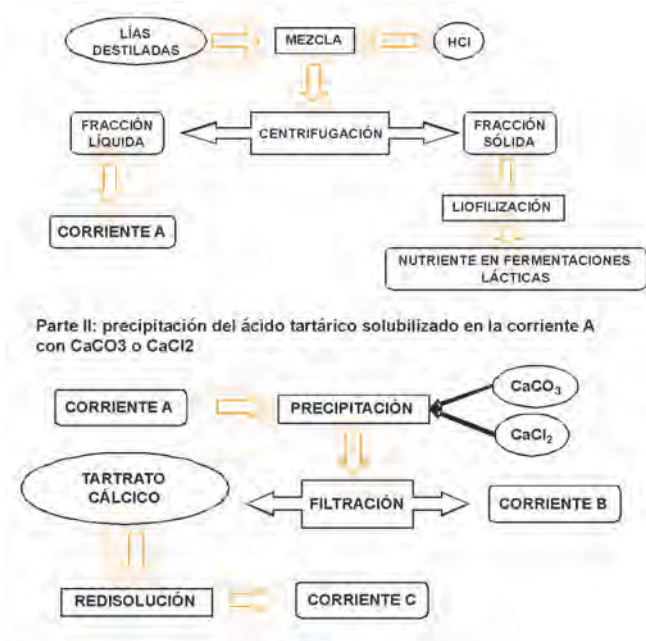 LÍAS
DESTILADAS
MEZCLA
HCl
FRACCIÓN
LÍQUIDA
CENTRIFUGACIÓN
FRACCIÓN
SÓLIDA
CORRIENTE A
LIOFILIZACIÓN
NUTRIENTE EN FERMENTACIONES
LÁCTICAS
Parte II: precipitación del ácido tartárico solubilizado en la corriente A
con CaCO3 o CaCl2
CORRIENTE A
PRECIPITACIÓN
CaCO₃
CaCl₂
TARTRATO
CÁLCICO
FILTRACIÓN
CORRIENTE B
REDISOLUCIÓN
CORRIENTE C